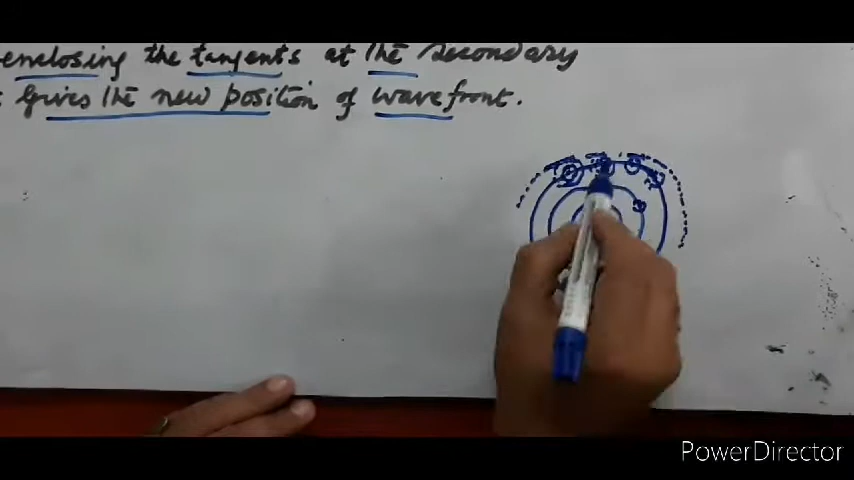 enclosing the tangents at the secondary
gives the new position of wavefront.
PowerDirector